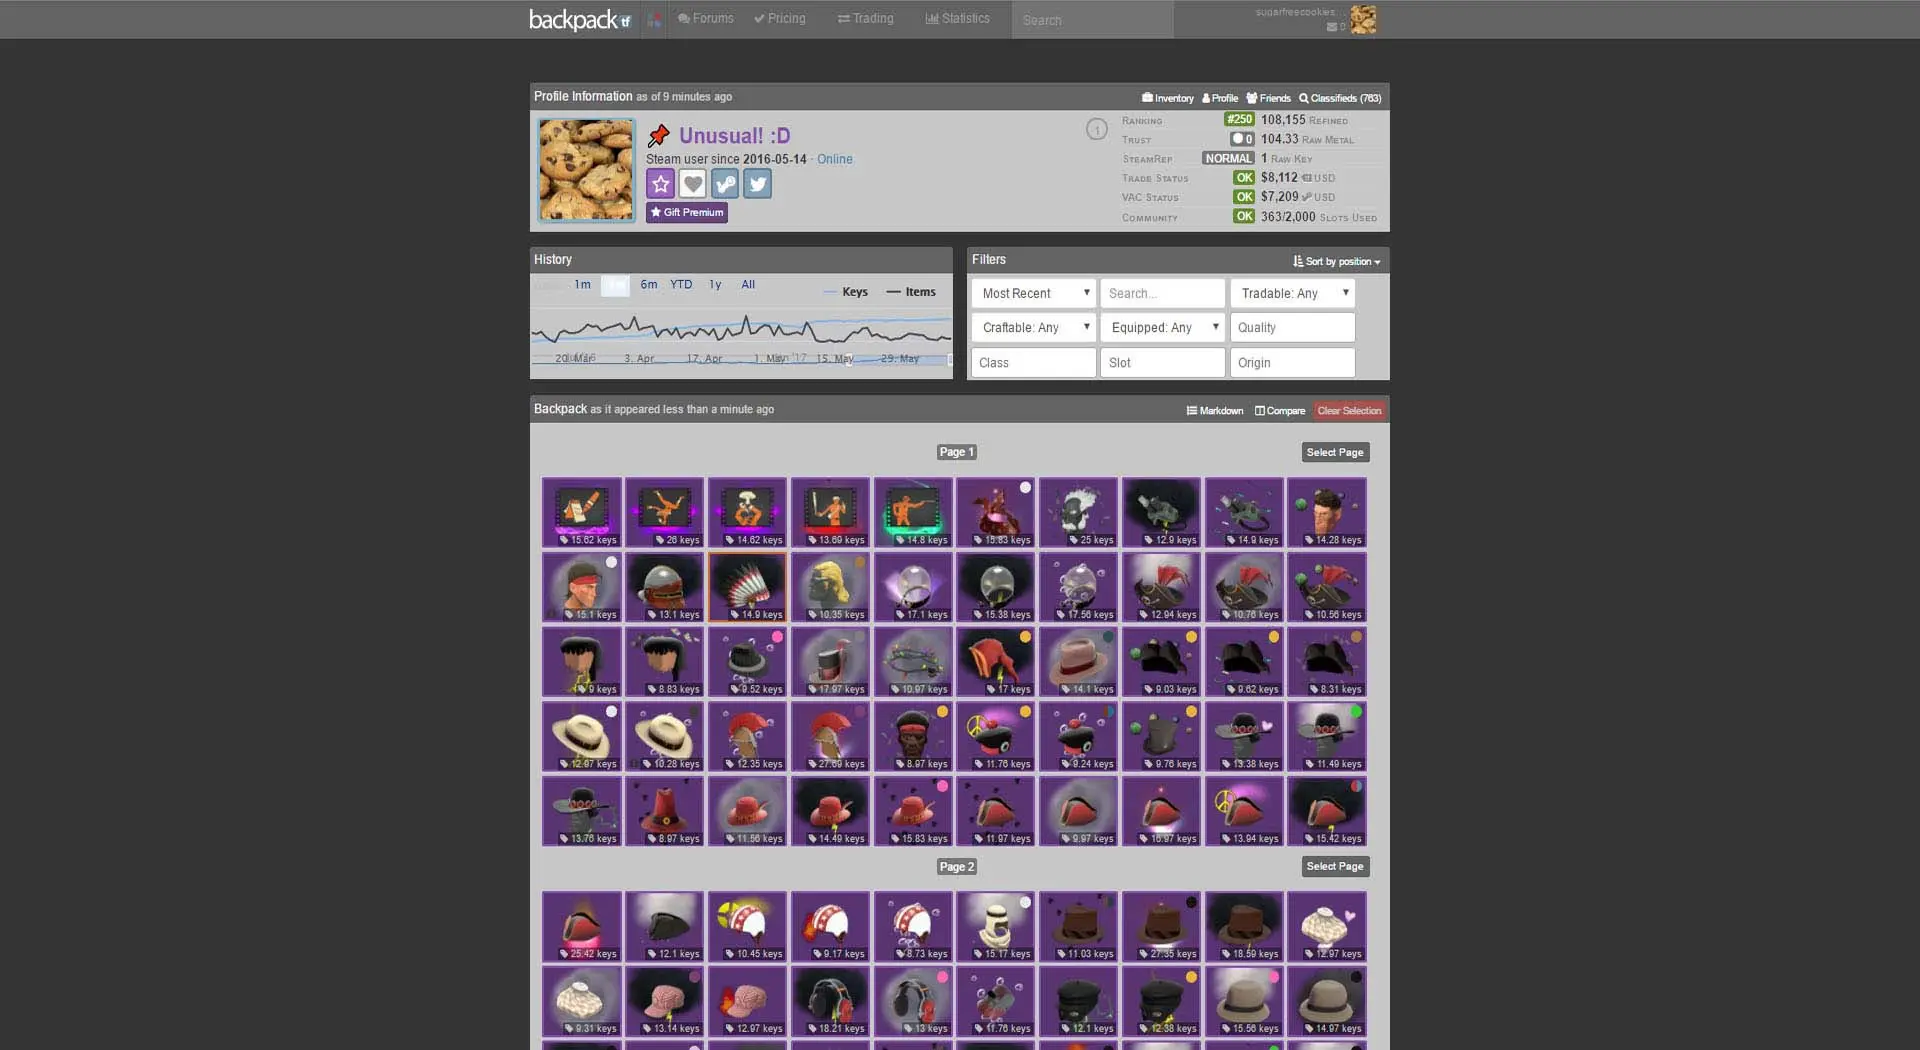 backpack tf
Forums Pricing Trading Statistics Search
sugarfreecookies...
0
Profile Information as of 9 minutes ago
Inventory Profile Friends Classifieds (763)
Unusual! :D
Steam user since 2016-05-14 · Online
Gift Premium
1
Ranking #250 108,155 Refined
Trust 0 104.33 Raw Metal
SteamRep NORMAL 1 Raw Key
Trade Status OK $8,112 USD
VAC Status OK $7,209 USD
Community OK 363/2,000 Slots Used
History
1m 6m YTD 1y All
Keys Items
20. Mar 3. Apr 17. Apr 1. May '17 15. May 29. May
Filters Sort by position
Most Recent Search... Tradable: Any
Craftable: Any Equipped: Any Quality
Class Slot Origin
Backpack as it appeared less than a minute ago
Markdown Compare Clear Selection
Page 1 Select Page
15.62 keys 26 keys 14.62 keys 13.69 keys 14.8 keys 15.83 keys 25 keys 12.9 keys 14.9 keys 14.28 keys
15.1 keys 13.1 keys 14.9 keys 10.35 keys 17.1 keys 15.38 keys 17.56 keys 12.94 keys 10.76 keys 10.56 keys
9 keys 8.83 keys 9.52 keys 17.97 keys 10.97 keys 17 keys 14.1 keys 9.03 keys 9.62 keys 8.31 keys
12.97 keys 10.28 keys 12.35 keys 27.69 keys 8.97 keys 11.76 keys 9.24 keys 9.76 keys 13.38 keys 11.49 keys
13.76 keys 8.97 keys 11.56 keys 14.49 keys 15.83 keys 11.97 keys 9.97 keys 16.97 keys 13.94 keys 15.42 keys
Page 2 Select Page
25.42 keys 12.1 keys 10.45 keys 9.17 keys 8.73 keys 15.17 keys 11.03 keys 27.35 keys 18.59 keys 12.97 keys
9.31 keys 13.14 keys 12.97 keys 18.21 keys 13 keys 11.76 keys 12.1 keys 12.38 keys 15.56 keys 14.97 keys